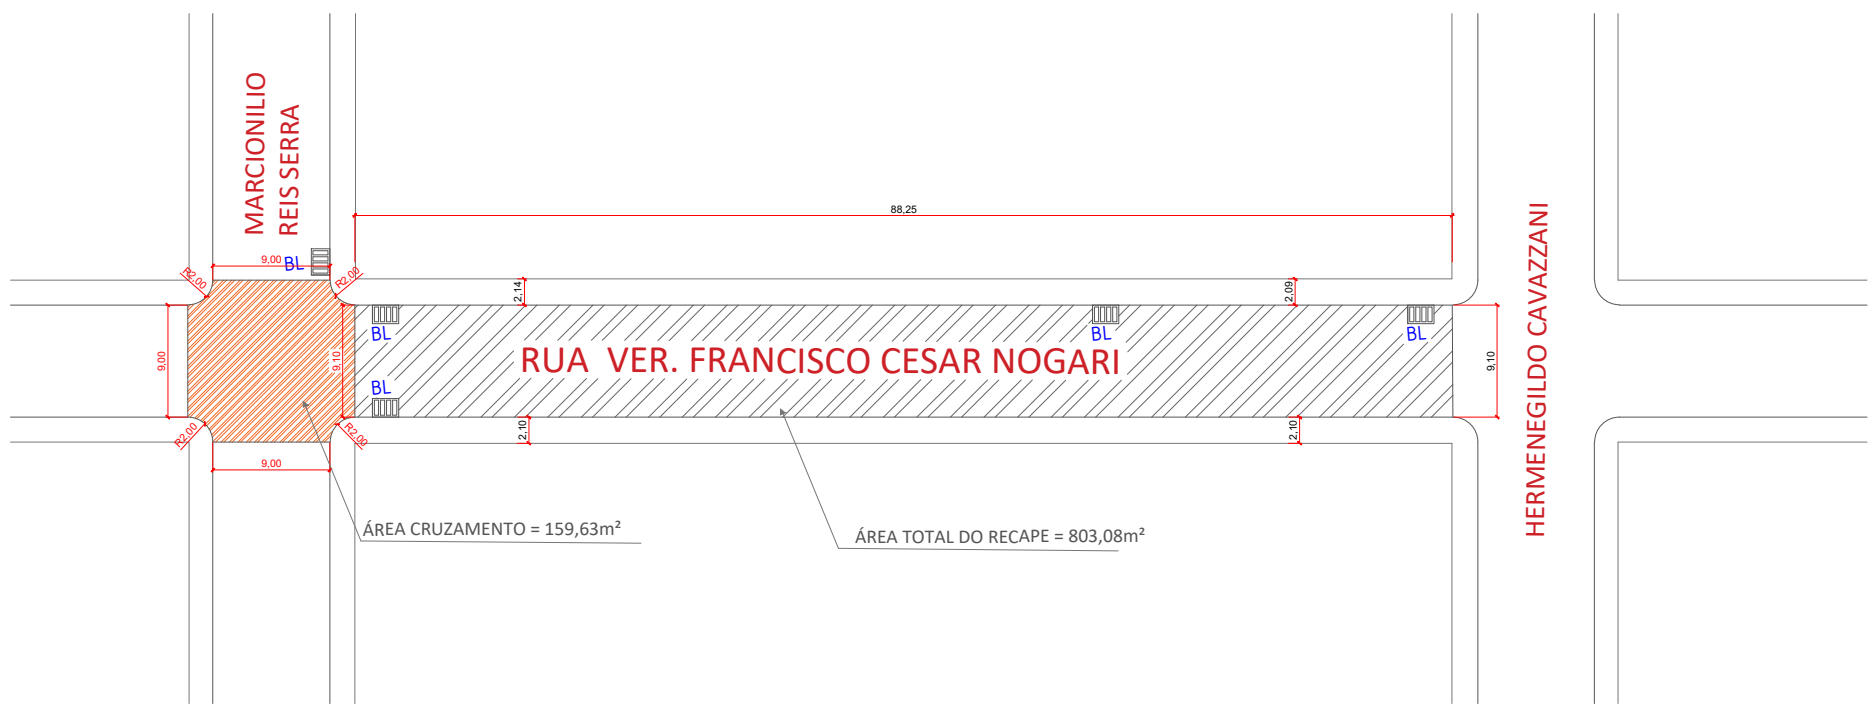 MARCIONILIO
REIS SERRA
88,25
HERMENEGILDO CAVAZZANI
9,00
BL
R2,00
R2,00
2,14
2,09
BL
BL
BL
9,00
9,10
RUA VER. FRANCISCO CESAR NOGARI
9,10
BL
R2,00
R2,00
2,10
2,10
9,00
ÁREA CRUZAMENTO = 159,63m²
ÁREA TOTAL DO RECAPE = 803,08m²